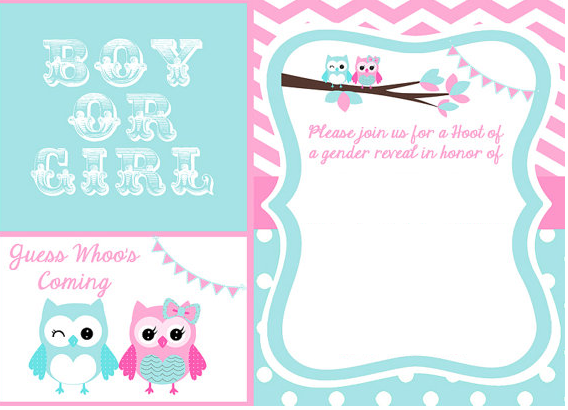 BOY
OR
GIRL
Guess Whoo's
Coming
Please join us for a Hoot of
a gender reveal in honor of